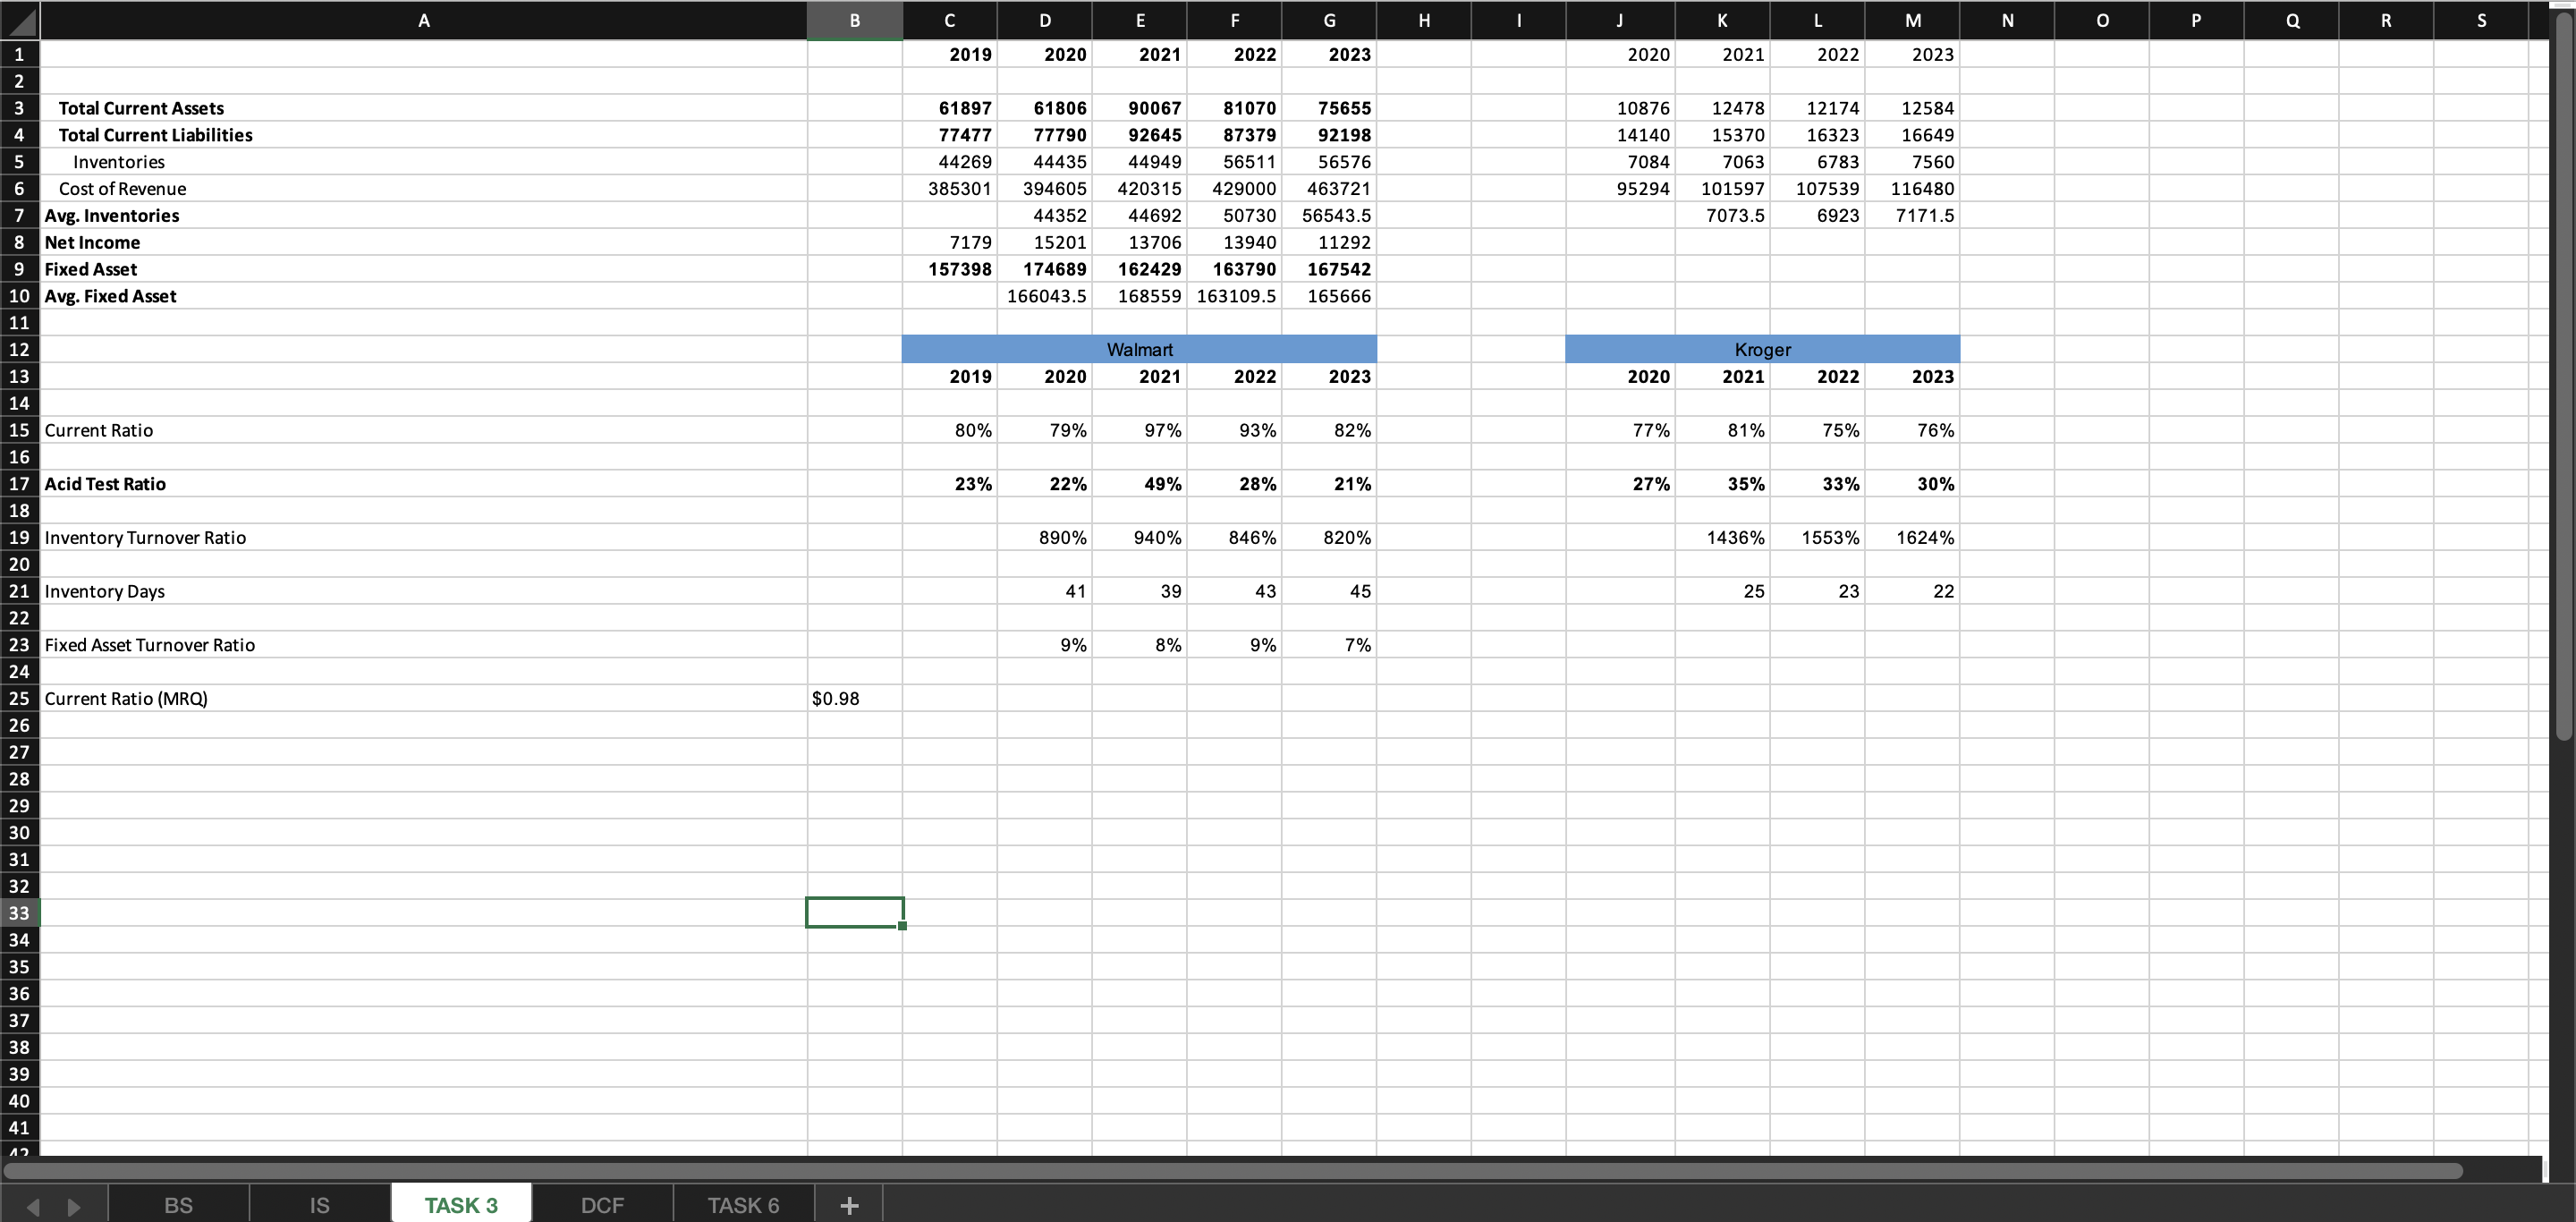 A B C D E F G H I J K L M N O P Q R S
1 2019 2020 2021 2022 2023 2020 2021 2022 2023
2
3 Total Current Assets 61897 61806 90067 81070 75655 10876 12478 12174 12584
4 Total Current Liabilities 77477 77790 92645 87379 92198 14140 15370 16323 16649
5 Inventories 44269 44435 44949 56511 56576 7084 7063 6783 7560
6 Cost of Revenue 385301 394605 420315 429000 463721 95294 101597 107539 116480
7 Avg. Inventories 44352 44692 50730 56543.5 7073.5 6923 7171.5
8 Net Income 7179 15201 13706 13940 11292
9 Fixed Asset 157398 174689 162429 163790 167542
10 Avg. Fixed Asset 166043.5 168559 163109.5 165666
11
12 Walmart Kroger
13 2019 2020 2021 2022 2023 2020 2021 2022 2023
14
15 Current Ratio 80% 79% 97% 93% 82% 77% 81% 75% 76%
16
17 Acid Test Ratio 23% 22% 49% 28% 21% 27% 35% 33% 30%
18
19 Inventory Turnover Ratio 890% 940% 846% 820% 1436% 1553% 1624%
20
21 Inventory Days 41 39 43 45 25 23 22
22
23 Fixed Asset Turnover Ratio 9% 8% 9% 7%
24
25 Current Ratio (MRQ) $0.98
26
27
28
29
30
31
32
33
34
35
36
37
38
39
40
41
42
BS IS TASK 3 DCF TASK 6 +